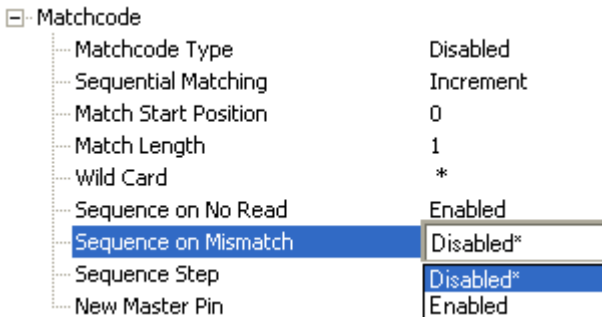 Matchcode
Matchcode Type Disabled
Sequential Matching Increment
Match Start Position 0
Match Length 1
Wild Card *
Sequence on No Read Enabled
Sequence on Mismatch Disabled*
Sequence Step Disabled*
New Master Pin Enabled